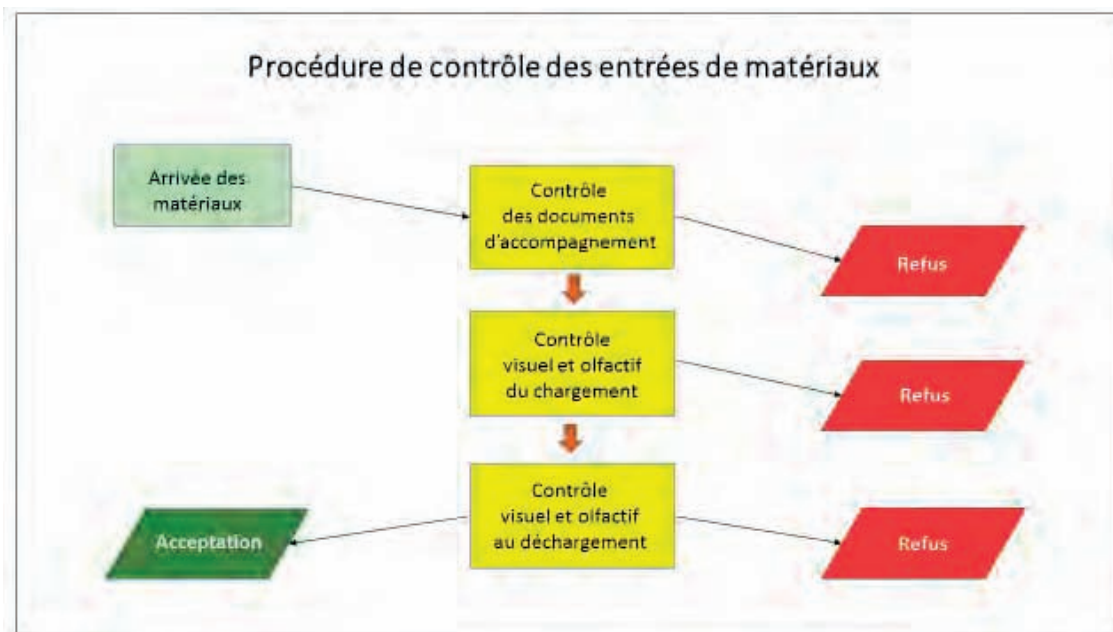 Procédure de contrôle des entrées de matériaux
Arrivée des
matériaux
Contrôle
des documents
d'accompagnement
Refus
Contrôle
visuel et olfactif
du chargement
Refus
Contrôle
visuel et olfactif
au déchargement
Acceptation
Refus